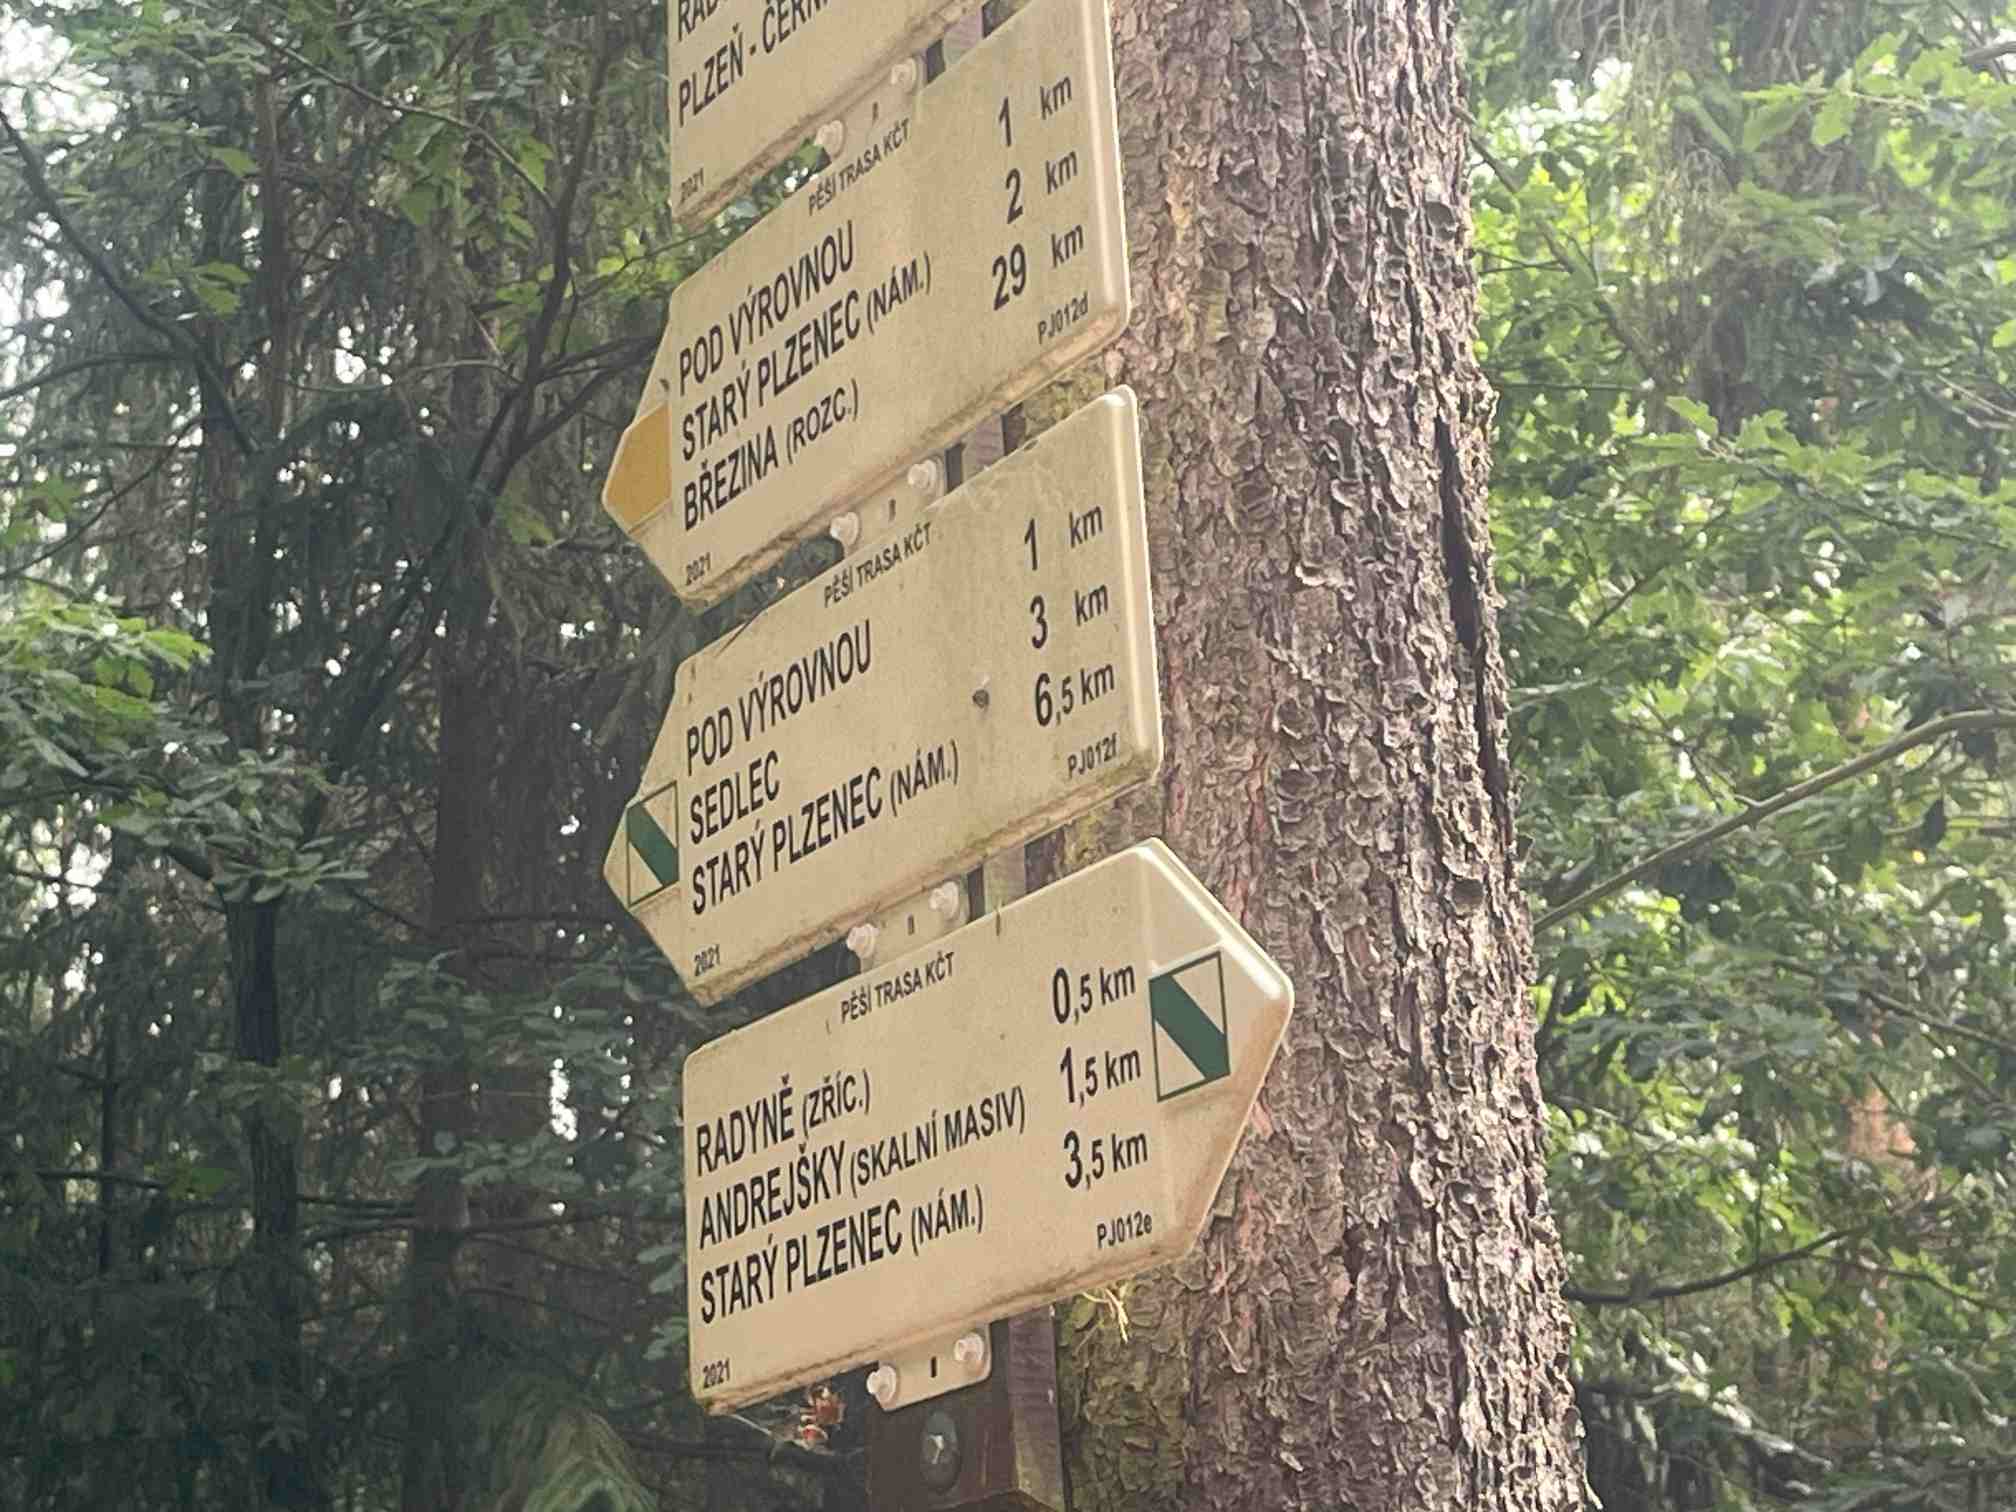 PLZEŇ -
2021
PĚŠÍ TRASA KČT
POD VÝROVNOU 1 km
STARÝ PLZENEC (NÁM.) 2 km
BŘEZINA (ROZC.) 29 km
2021 PJ012d
PĚŠÍ TRASA KČT
POD VÝROVNOU 1 km
SEDLEC 3 km
STARÝ PLZENEC (NÁM.) 6,5 km
2021 PJ012f
PĚŠÍ TRASA KČT
RADYNĚ (ZŘÍC.) 0,5 km
ANDREJŠKY (SKALNÍ MASIV) 1,5 km
STARÝ PLZENEC (NÁM.) 3,5 km
2021 PJ012e